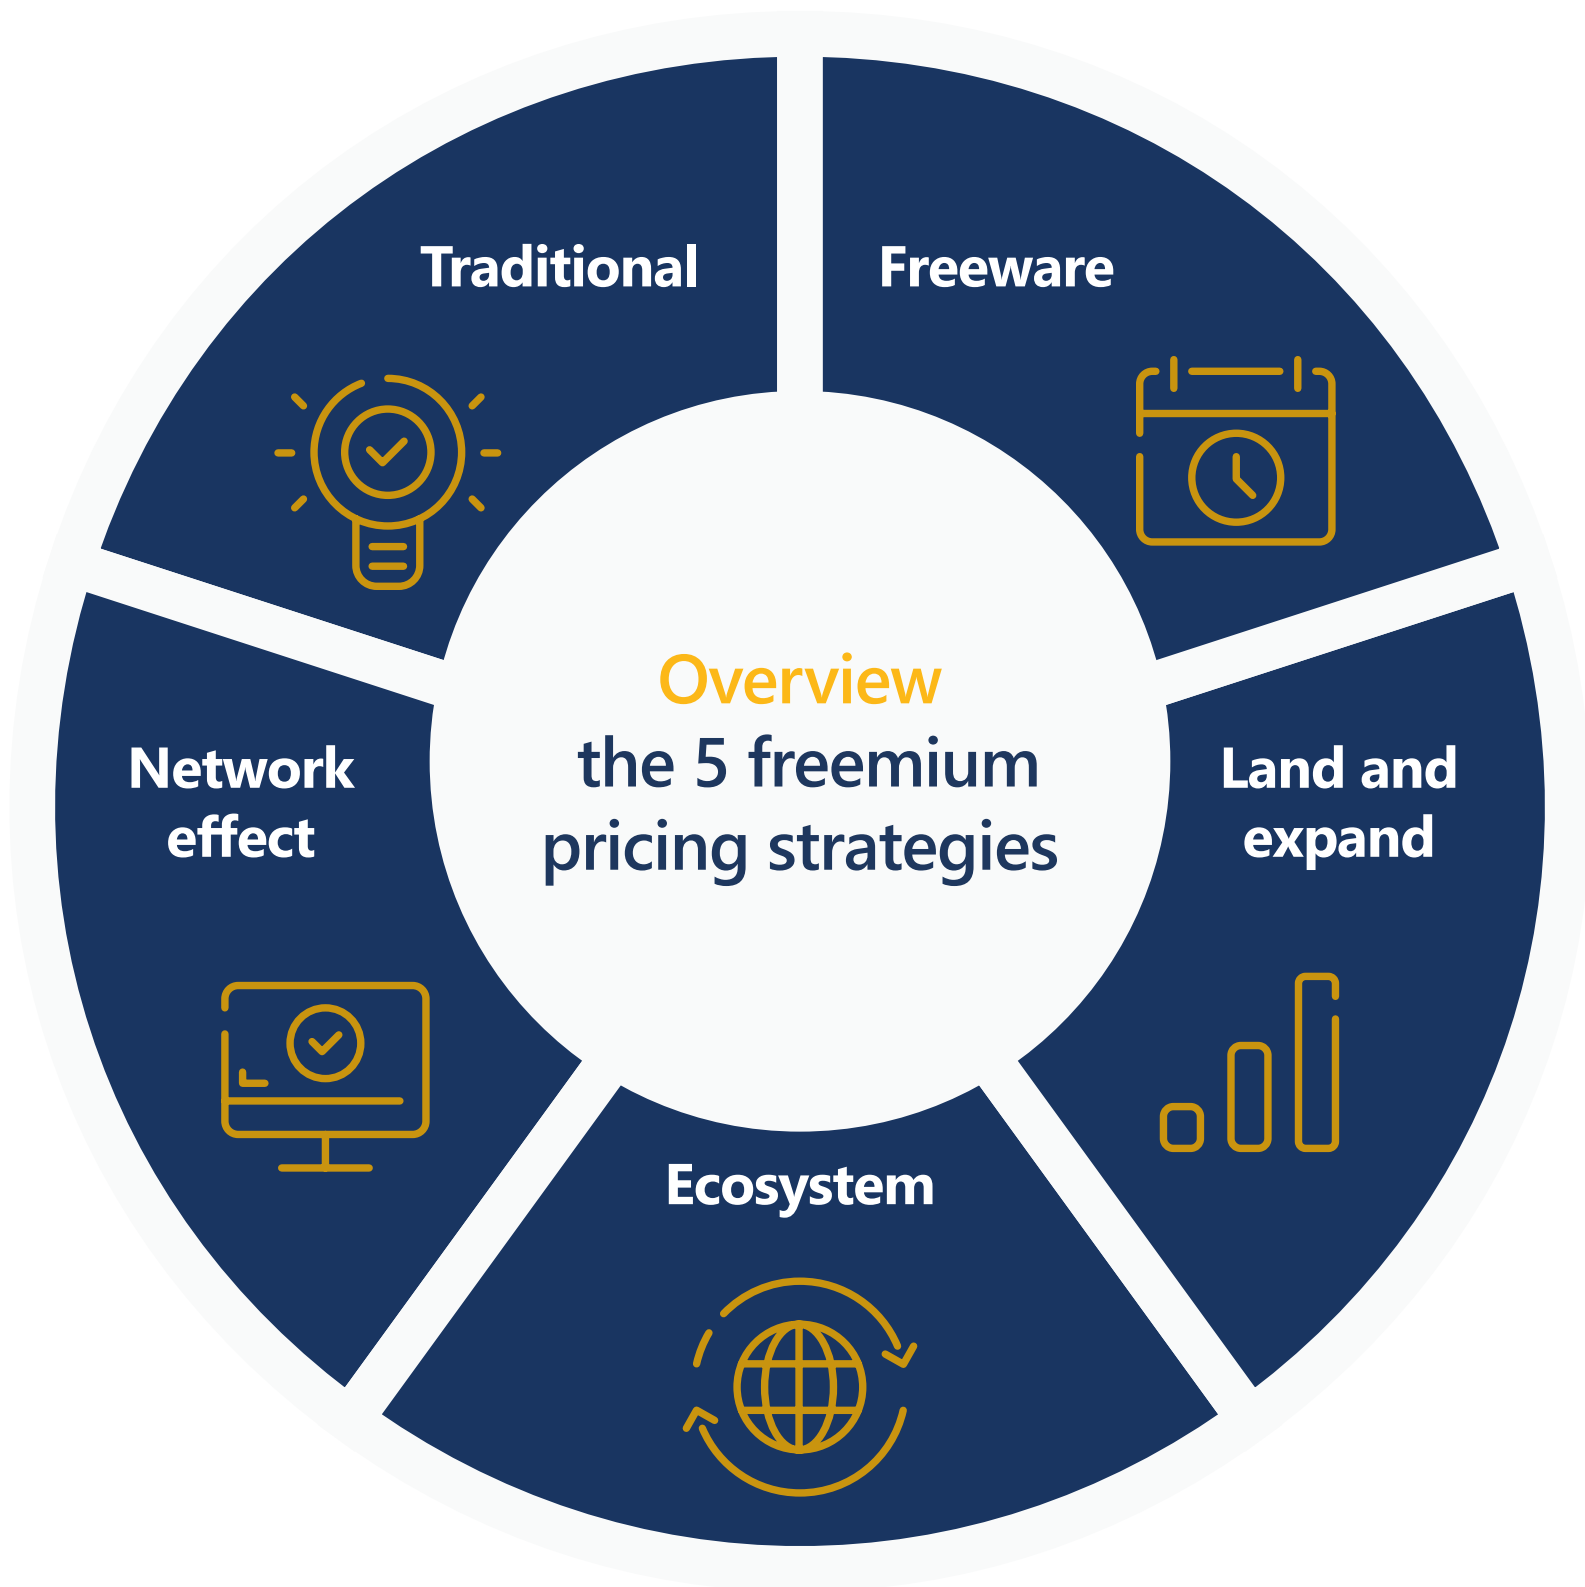 Traditional
Freeware
Overview
the 5 freemium
pricing strategies
Network
effect
Land and
expand
Ecosystem